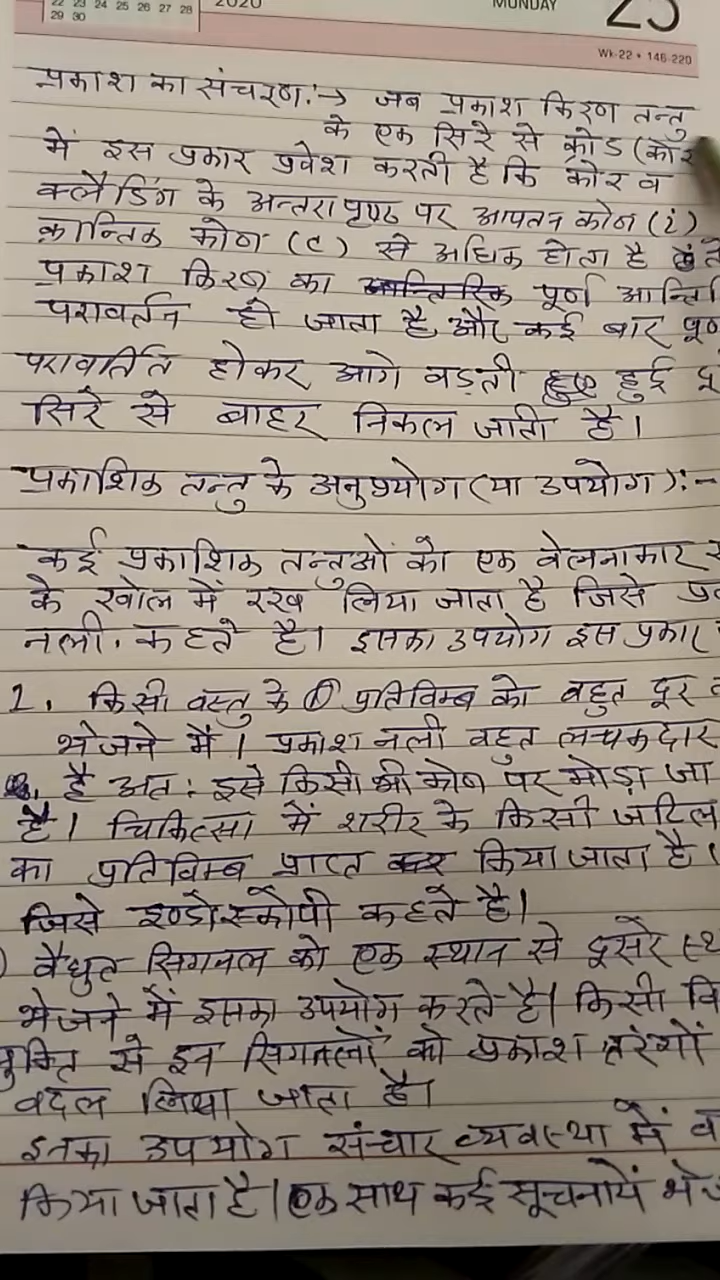 22 23 24 25 26 27 28
29 30
2020
MONDAY
25
Wk-22 • 146-220
प्रकाश का संचरण :→ जब प्रकाश किरण तन्तु
के एक सिरे से क्रोड (कोर
में इस प्रकार प्रवेश करती है कि कोर व
क्लैडिंग के अन्तरापृष्ठ पर आपतन कोण (i)
क्रान्तिक कोण (c) से अधिक होता है तो
प्रकाश किरण का पूर्ण आन्तरि
परावर्तन हो जाता है और कई बार पूर्ण
परावर्तित होकर आगे बढ़ती हुई दू
सिरे से बाहर निकल जाती है।
प्रकाशिक तन्तु के अनुप्रयोग (या उपयोग) :-
कई प्रकाशिक तन्तुओं को एक बेलनाकार
के खोल में रख लिया जाता है जिसे प्र
नली कहते है। इसका उपयोग इस प्रकार
1. किसी वस्तु के प्रतिविम्ब को बहुत दूर
भेजने में। प्रकाश नली बहुत लचकदार
है अत: इसे किसी भी कोण पर मोड़ा जा
है। चिकित्सा में शरीर के किसी जटिल
का प्रतिविम्ब प्राप्त किया जाता है।
जिसे इण्डोस्कोपी कहते है।
वैधुत सिगनल को एक स्थान से दूसरे स्थ
भेजने में इसका उपयोग करते है। किसी वि
युक्ति से इन सिगनलों को प्रकाश तरंगों
बदल लिया जाता है।
इनका उपयोग संचार व्यवस्था में
किया जाता है। एक साथ कई सूचनायें भेज